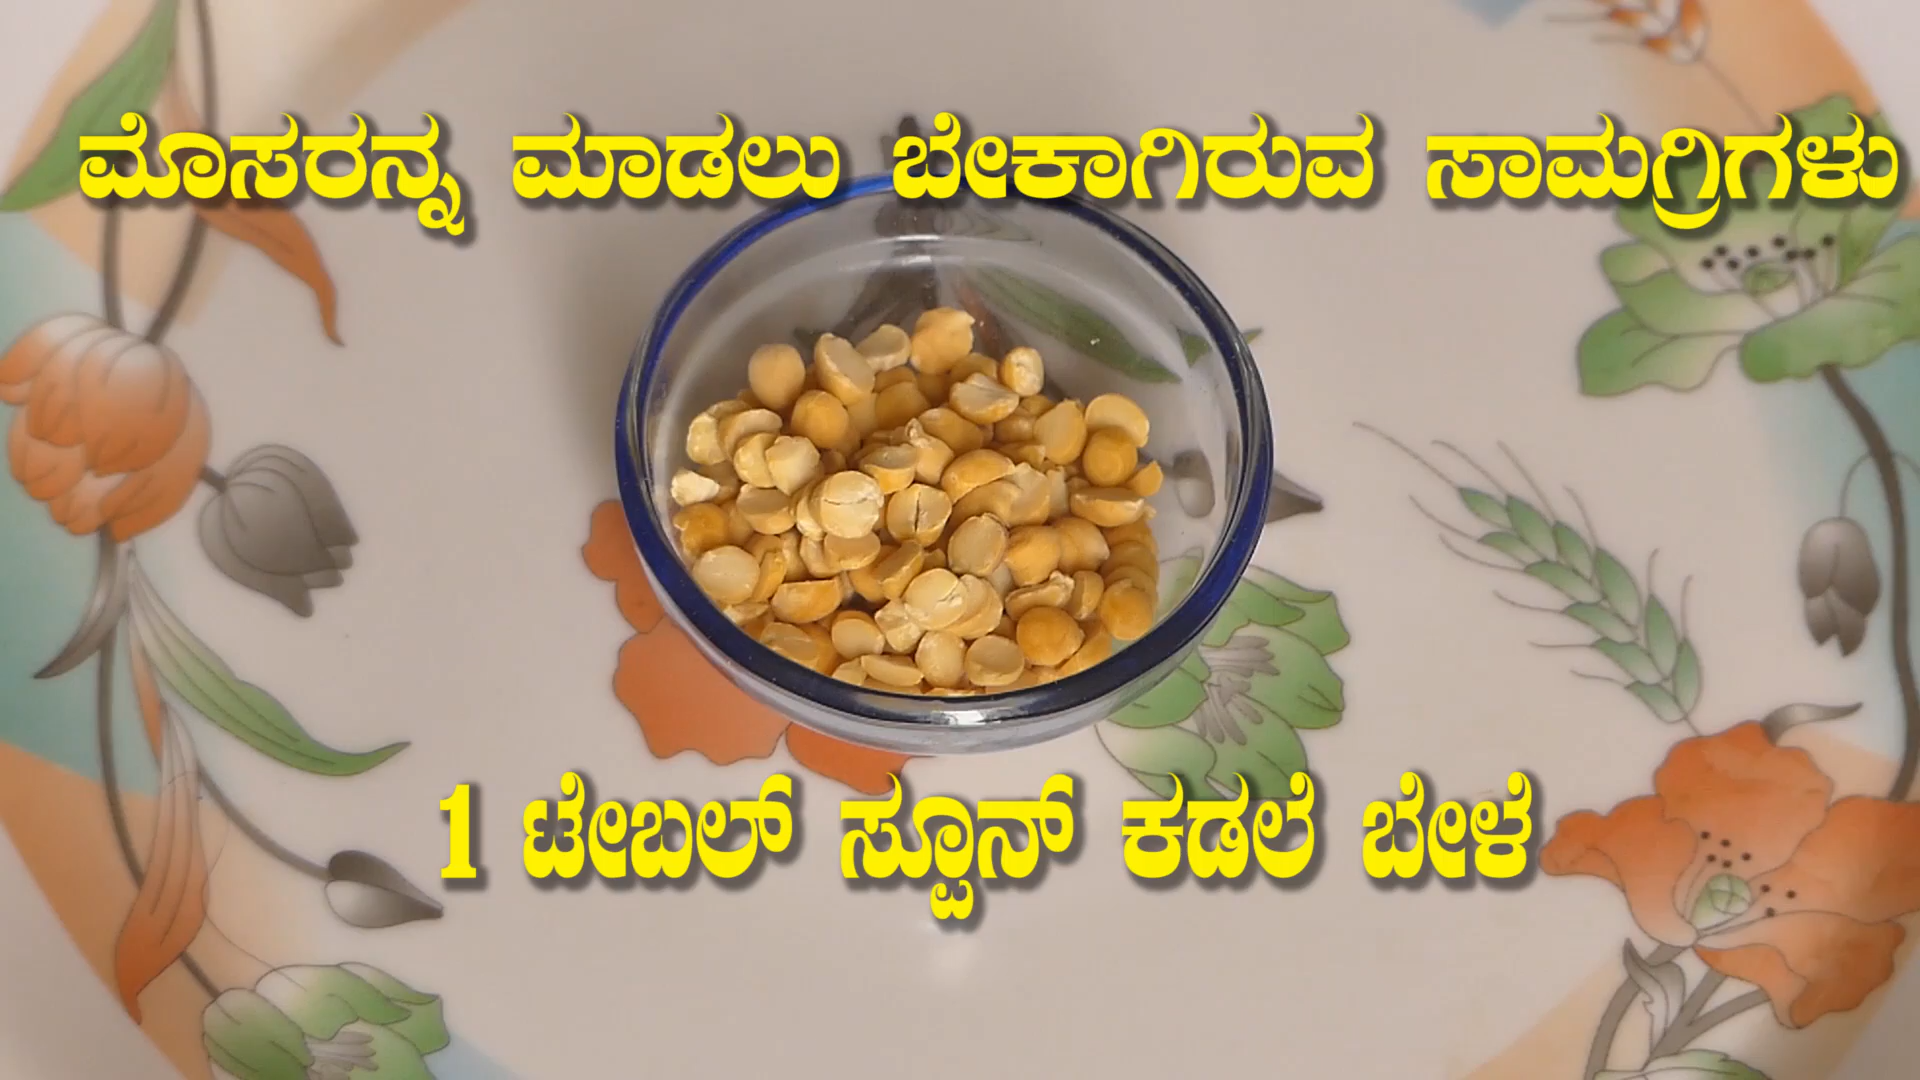 ಮೊಸರನ್ನ ಮಾಡಲು ಬೇಕಾಗಿರುವ ಸಾಮಗ್ರಿಗಳು
1 ಟೇಬಲ್ ಸ್ಪೂನ್ ಕಡಲೆ ಬೇಳೆ